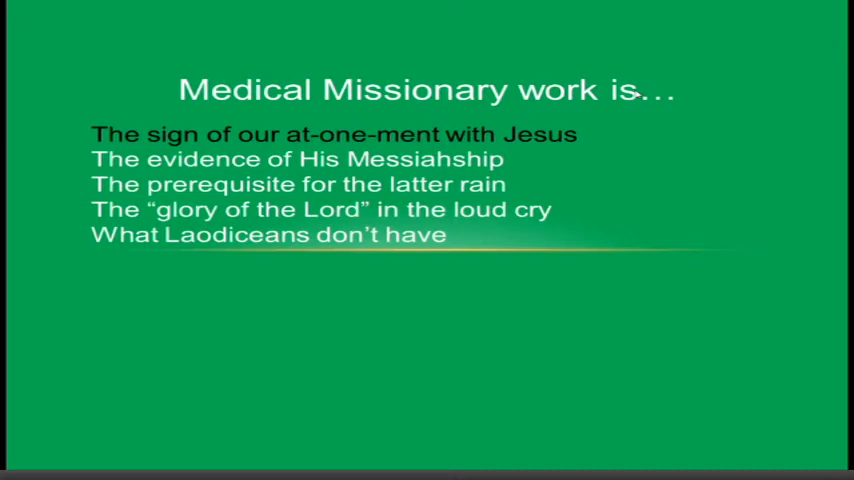 Medical Missionary work is...
The sign of our at-one-ment with Jesus
The evidence of His Messiahship
The prerequisite for the latter rain
The “glory of the Lord” in the loud cry
What Laodiceans don’t have